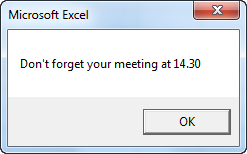 Microsoft Excel
Don't forget your meeting at 14.30
OK